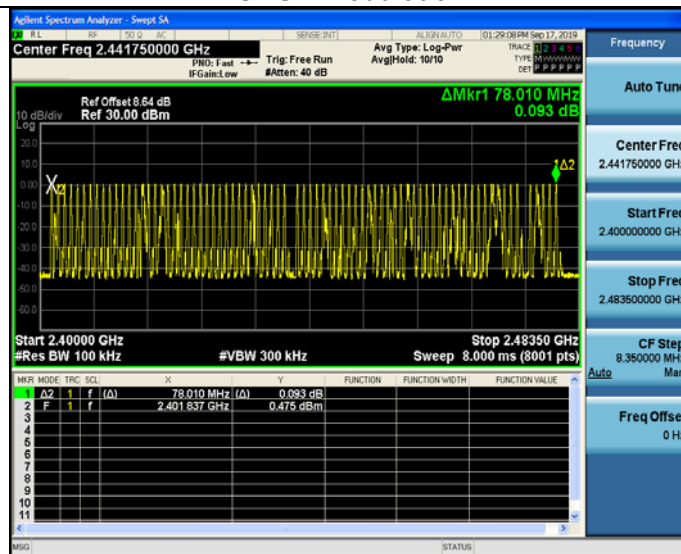 Agilent Spectrum Analyzer - Swept SA
RL RF 50 Ω AC SENSE:INT ALIGNAUTO 01:29:08 PM Sep 17, 2019
Center Freq 2.441750000 GHz
PNO: Fast
IFGain:Low
Trig: Free Run
#Atten: 40 dB
Avg Type: Log-Pwr
Avg|Hold: 10/10
TRACE 1 2 3 4 5 6
TYPE M
DET P P P P P P
ΔMkr1 78.010 MHz
0.093 dB
Ref Offset 8.64 dB
Ref 30.00 dBm
10 dB/div
Log
20.0
10.0
0.00
-10.0
-20.0
-30.0
-40.0
-50.0
-60.0
X2
1Δ2
Start 2.40000 GHz
Stop 2.48350 GHz
#Res BW 100 kHz
#VBW 300 kHz
Sweep 8.000 ms (8001 pts)
MKR MODE TRC SCL X Y FUNCTION FUNCTION WIDTH FUNCTION VALUE
1 Δ2 1 f (Δ) 78.010 MHz (Δ) 0.093 dB
2 F 1 f 2.401 837 GHz 0.475 dBm
3
4
5
6
7
8
9
10
11
MSG
STATUS
Frequency
Auto Tune
Center Freq
2.441750000 GHz
Start Freq
2.400000000 GHz
Stop Freq
2.483500000 GHz
CF Step
8.350000 MHz
Auto Man
Freq Offset
0 Hz